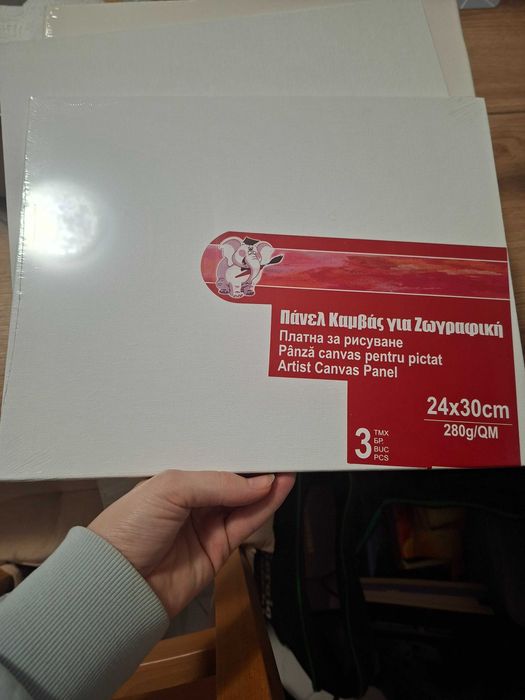 Πάνελ Καμβάς για Ζωγραφική
Платна за рисуване
Pânză canvas pentru pictat
Artist Canvas Panel
24x30cm
280g/QM
3
ΤΜΧ
БР.
BUC
PCS